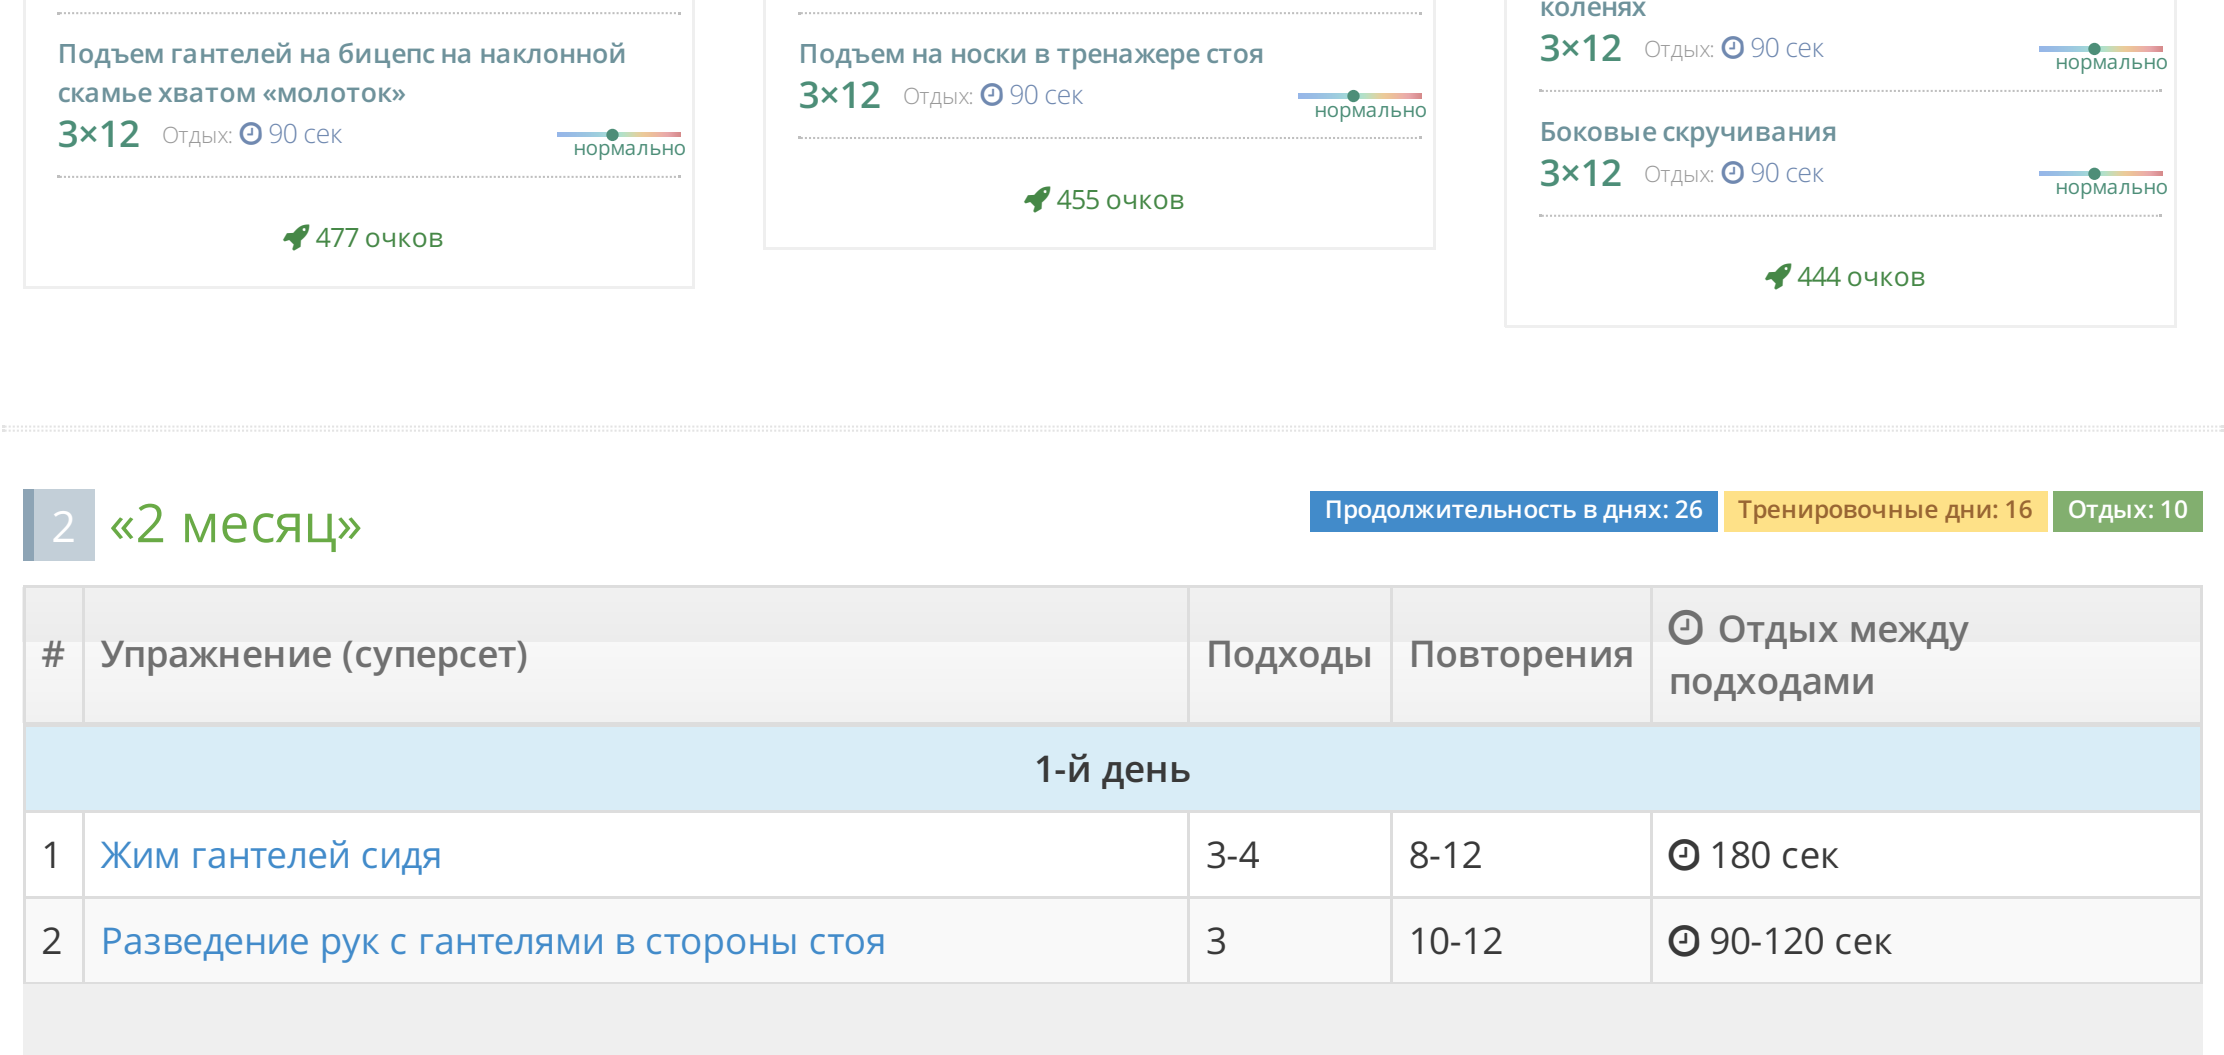 Подъем гантелей на бицепс на наклонной
скамье хватом «молоток»
3×12 Отдых: 90 сек
нормально
477 очков
Подъем на носки в тренажере стоя
3×12 Отдых: 90 сек
нормально
455 очков
коленях
3×12 Отдых: 90 сек
нормально
Боковые скручивания
3×12 Отдых: 90 сек
нормально
444 очков
2 «2 месяц»
Продолжительность в днях: 26 Тренировочные дни: 16 Отдых: 10
# Упражнение (суперсет) Подходы Повторения Отдых между
подходами
1-й день
1 Жим гантелей сидя 3-4 8-12 180 сек
2 Разведение рук с гантелями в стороны стоя 3 10-12 90-120 сек